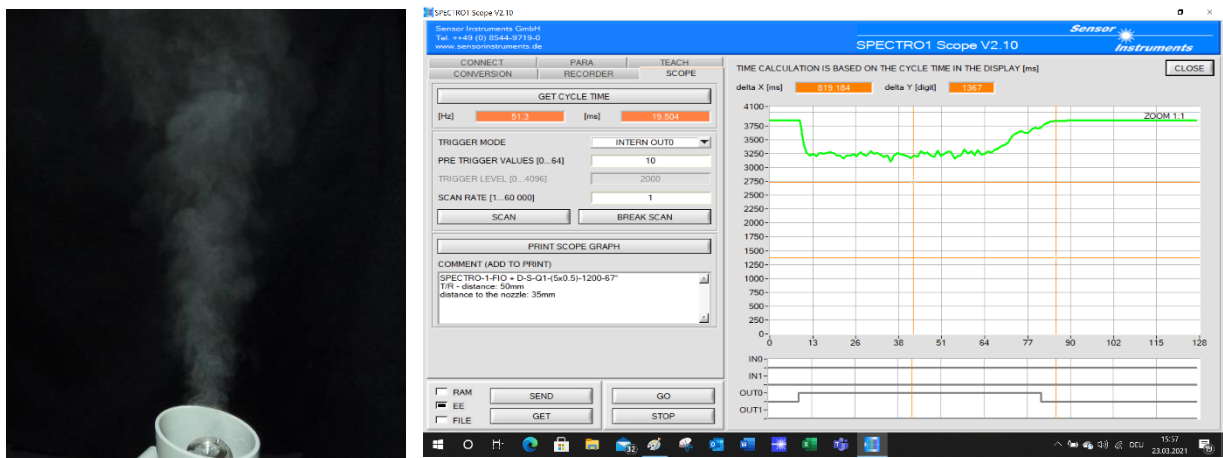 SPECTRO1 Scope V2.10
Sensor Instruments GmbH
Tel. ++49 (0) 8544-9719-0
www.sensorinstruments.de
SPECTRO1 Scope V2.10
Sensor
Instruments
CONNECT PARA TEACH
CONVERSION RECORDER SCOPE
GET CYCLE TIME
[Hz] 51.3 [ms] 19.504
TRIGGER MODE INTERN OUT0
PRE TRIGGER VALUES [0...64] 10
TRIGGER LEVEL [0...4096] 2000
SCAN RATE [1...60 000] 1
SCAN BREAK SCAN
PRINT SCOPE GRAPH
COMMENT (ADD TO PRINT)
SPECTRO-1-FIO + D-S-Q1-(5x0.5)-1200-67°
T/R - distance: 50mm
distance to the nozzle: 35mm
RAM
EE
FILE
SEND GO
GET STOP
TIME CALCULATION IS BASED ON THE CYCLE TIME IN THE DISPLAY [ms]
CLOSE
delta X [ms] 819.184 delta Y [digit] 1367
ZOOM 1:1
4100
3750
3500
3250
3000
2750
2500
2250
2000
1750
1500
1250
1000
750
500
250
0
0 13 26 38 51 64 77 90 102 115 128
IN0
IN1
OUT0
OUT1
DEU
15:57
23.03.2021